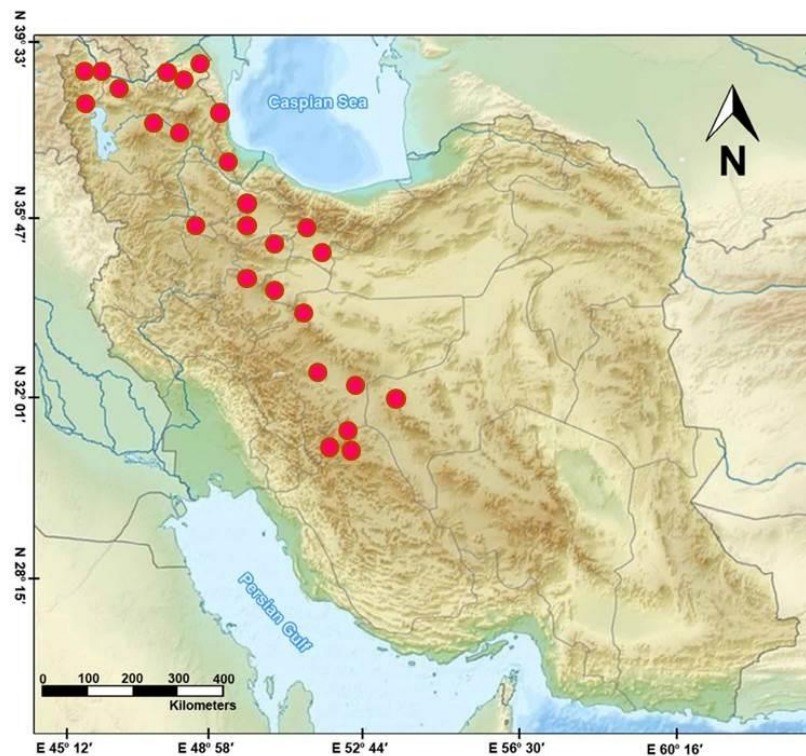 N 39° 33'
Caspian Sea
N
N 35° 47'
N 32° 01'
N 28° 15'
Persian Gulf
0 100 200 300 400
Kilometers
E 45° 12' E 48° 58' E 52° 44' E 56° 30' E 60° 16'